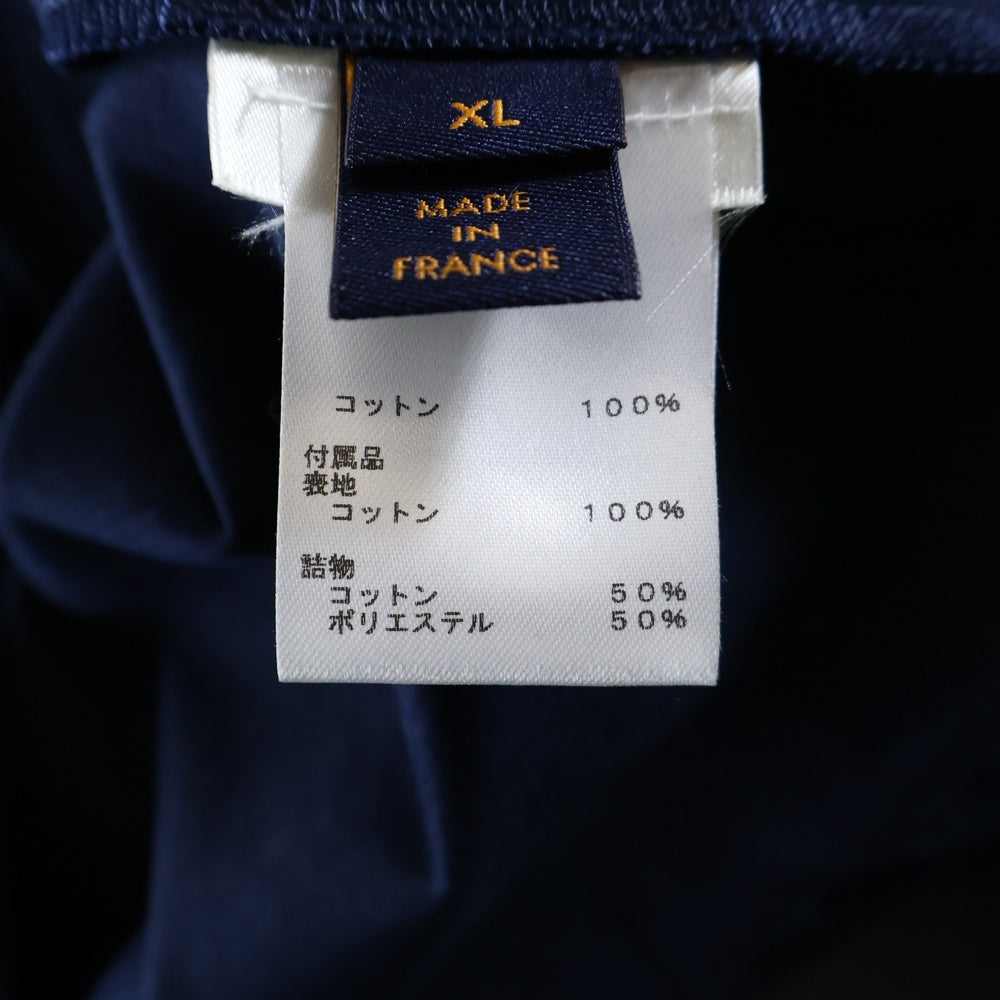 XL
MADE
IN
FRANCE
コットン 100%
付属品
表地
コットン 100%
詰物
コットン 50%
ポリエステル 50%